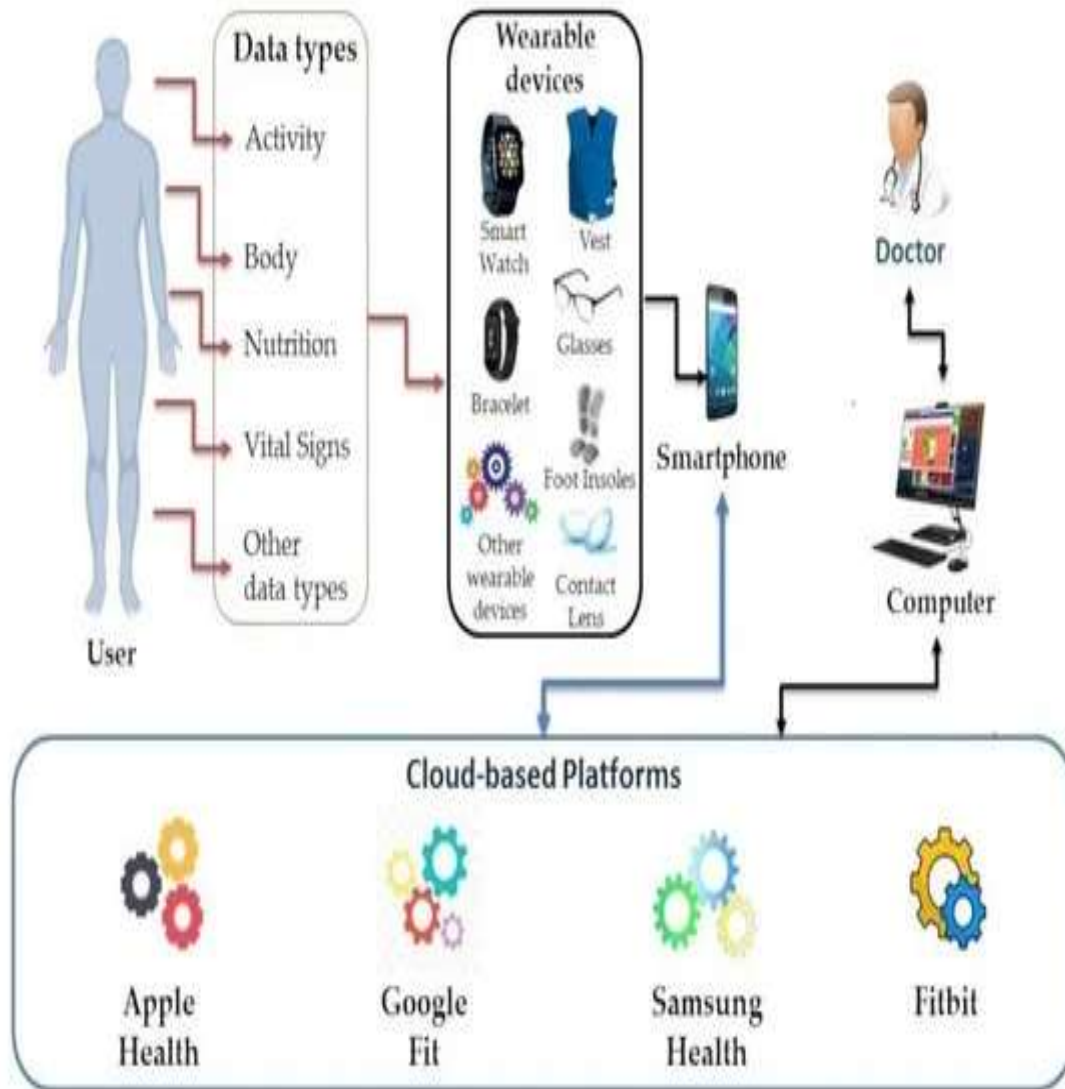 Data types
Activity
Body
Nutrition
Vital Signs
Other
data types
User
Wearable
devices
Smart
Watch
Vest
Bracelet
Glasses
Foot Insoles
Other
wearable
devices
Contact
Lens
Smartphone
Doctor
Computer
Cloud-based Platforms
Apple
Health
Google
Fit
Samsung
Health
Fitbit